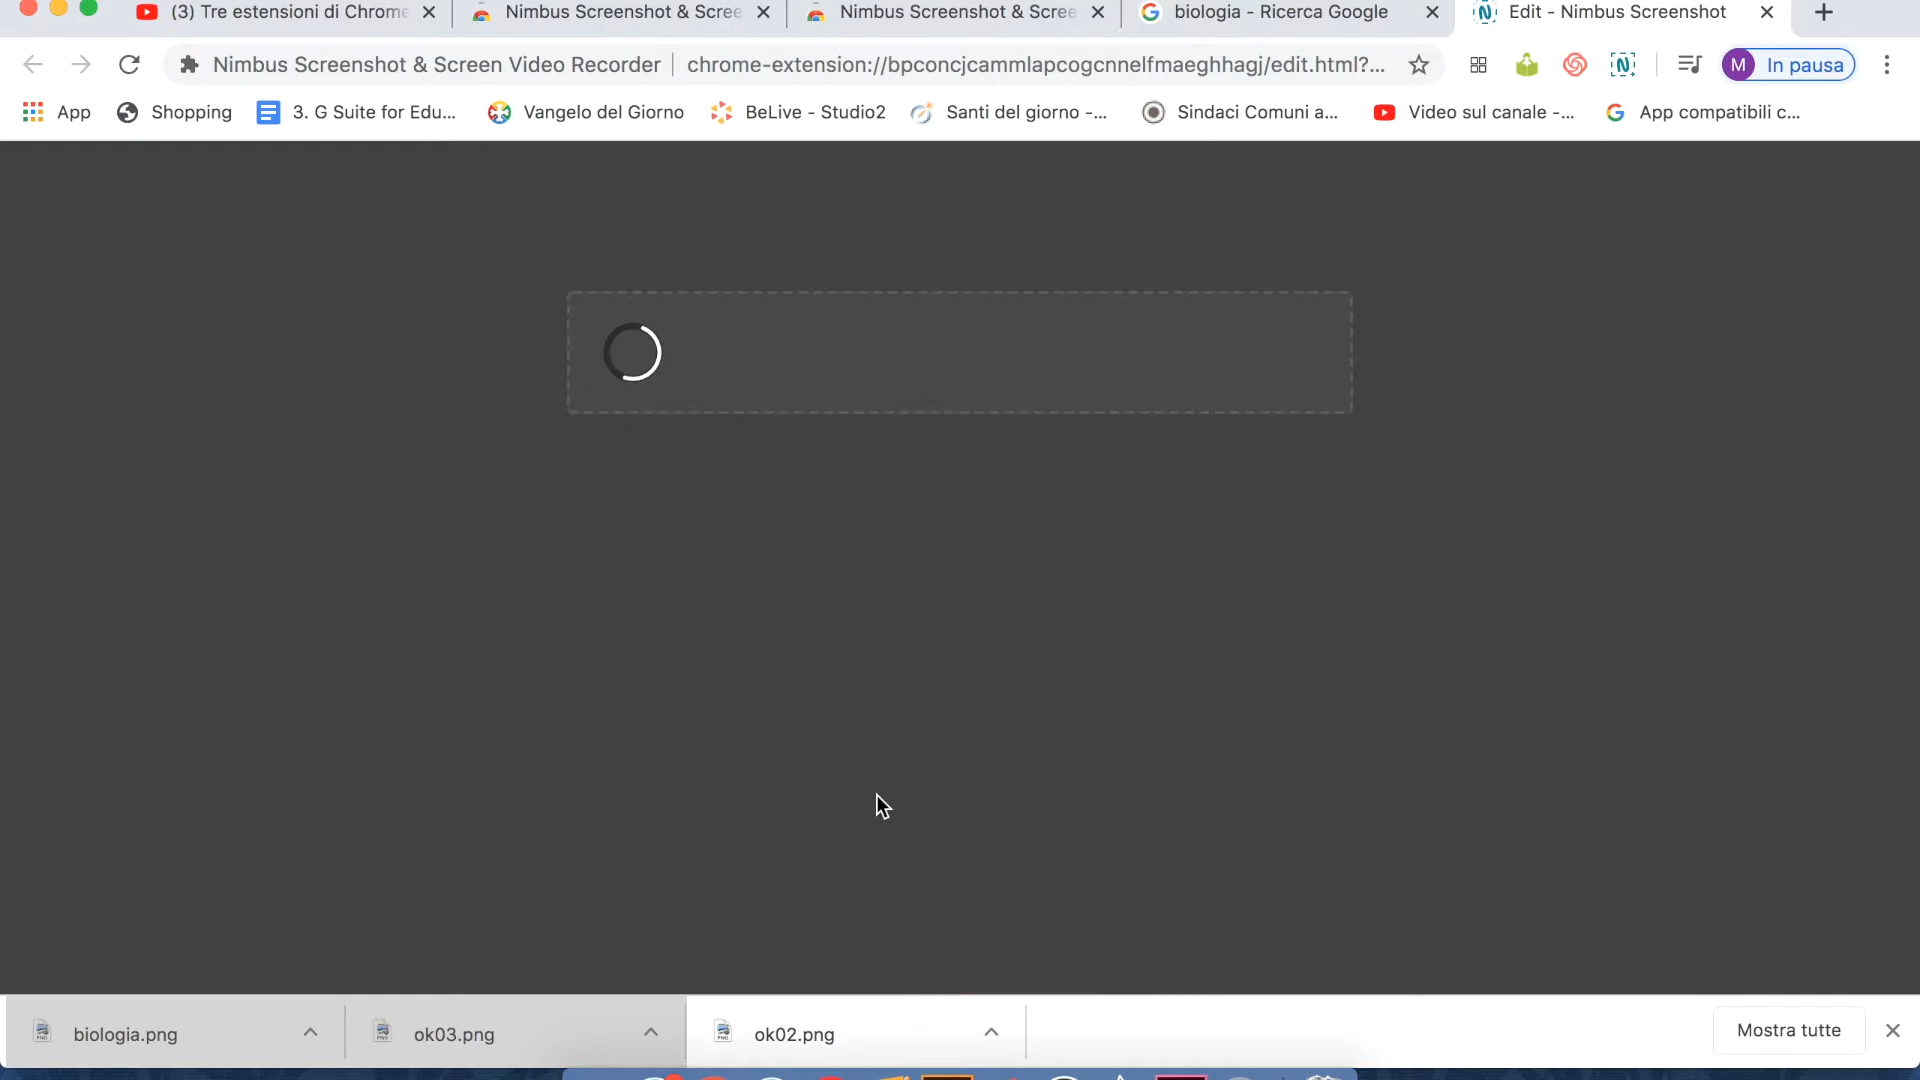 (3) Tre estensioni di Chrome
Nimbus Screenshot & Scree
Nimbus Screenshot & Scree
biologia - Ricerca Google
Edit - Nimbus Screenshot
Nimbus Screenshot & Screen Video Recorder
chrome-extension://bpconcjcammlapcogcnnelfmaeghhagj/edit.html?...
M In pausa
App
Shopping
3. G Suite for Edu...
Vangelo del Giorno
BeLive - Studio2
Santi del giorno -...
Sindaci Comuni a...
Video sul canale -...
App compatibili c...
biologia.png
ok03.png
ok02.png
Mostra tutte